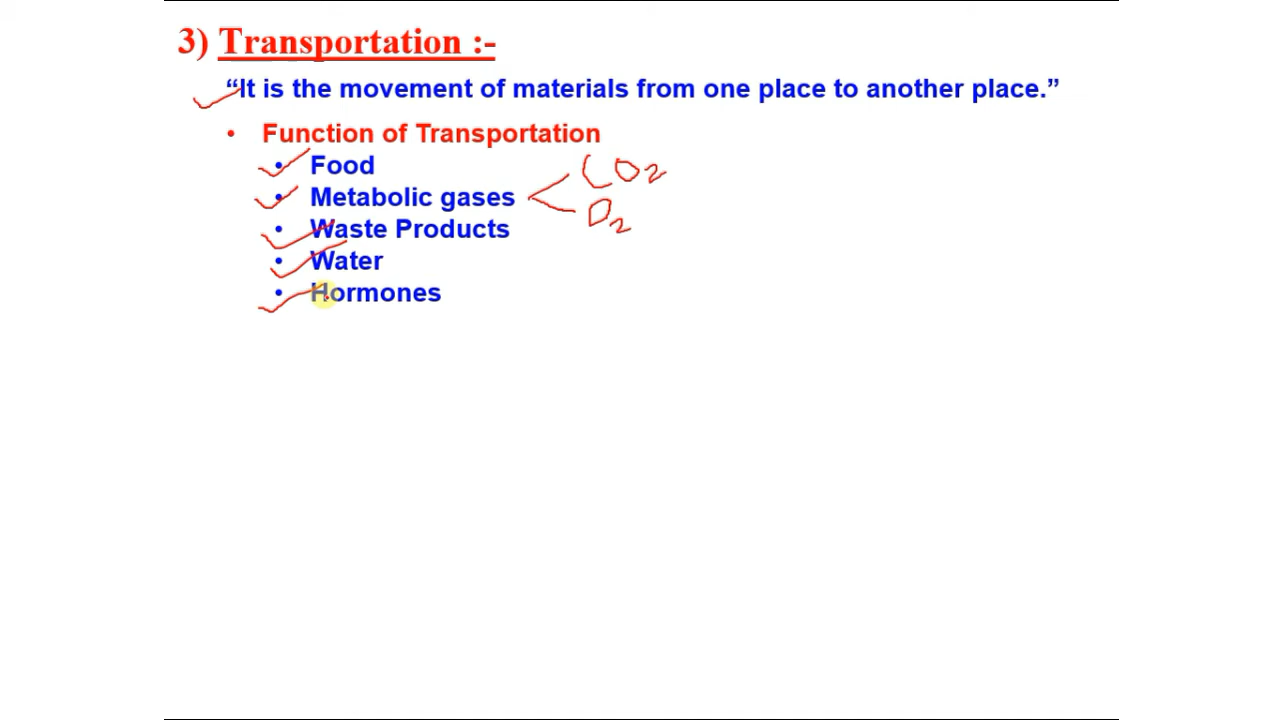 3) Transportation :-
“It is the movement of materials from one place to another place.”
• Function of Transportation
• Food
CO2
• Metabolic gases
O2
• Waste Products
• Water
• Hormones